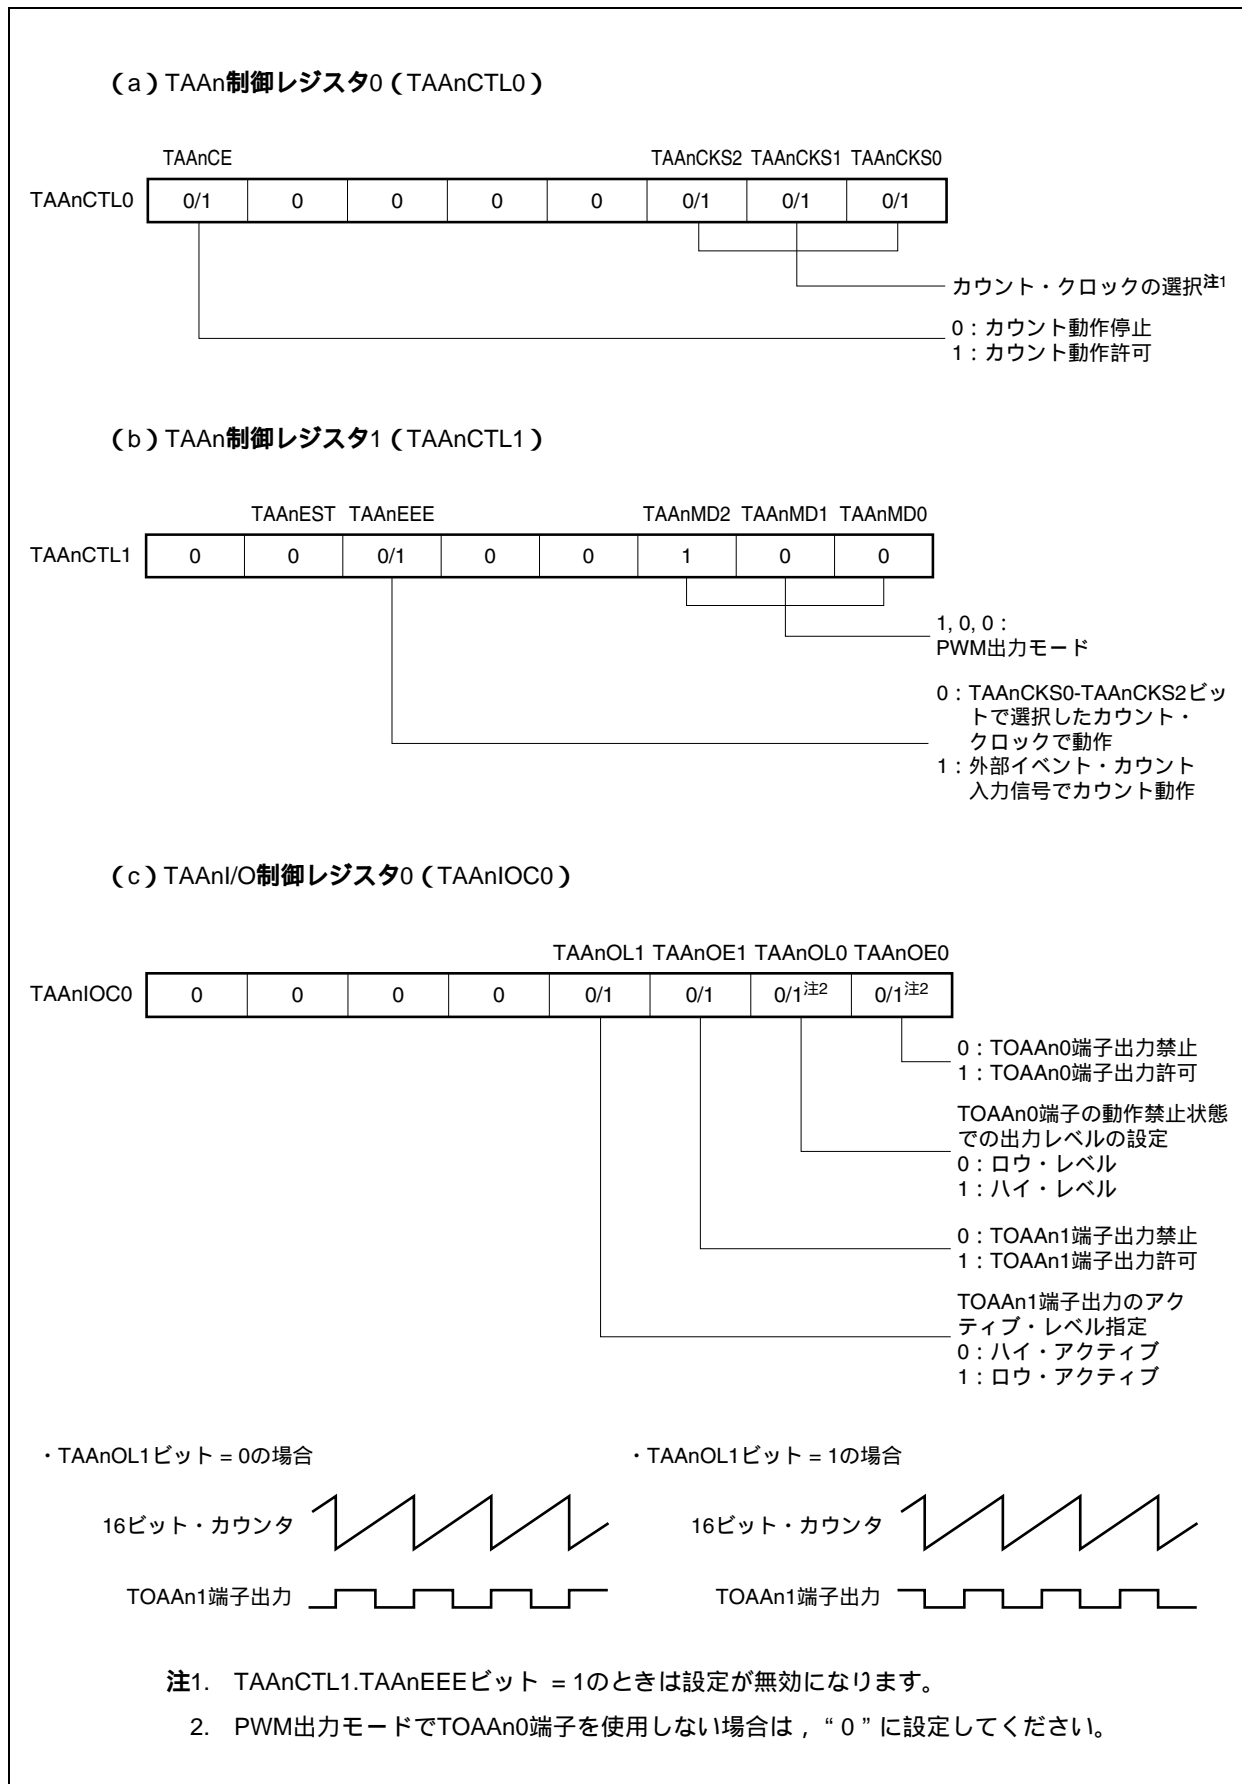 （a）TAAn制御レジスタ0（TAAnCTL0）
TAAnCE TAAnCKS2 TAAnCKS1 TAAnCKS0
TAAnCTL0 0/1 0 0 0 0 0/1 0/1 0/1
カウント・クロックの選択注1
0：カウント動作停止
1：カウント動作許可
（b）TAAn制御レジスタ1（TAAnCTL1）
TAAnEST TAAnEEE TAAnMD2 TAAnMD1 TAAnMD0
TAAnCTL1 0 0 0/1 0 0 1 0 0
1, 0, 0：
PWM出力モード
0：TAAnCKS0-TAAnCKS2ビッ
トで選択したカウント・
クロックで動作
1：外部イベント・カウント
入力信号でカウント動作
（c）TAAnI/O制御レジスタ0（TAAnIOC0）
TAAnOL1 TAAnOE1 TAAnOL0 TAAnOE0
TAAnIOC0 0 0 0 0 0/1 0/1 0/1注2 0/1注2
0：TOAAn0端子出力禁止
1：TOAAn0端子出力許可
TOAAn0端子の動作禁止状態
での出力レベルの設定
0：ロウ・レベル
1：ハイ・レベル
0：TOAAn1端子出力禁止
1：TOAAn1端子出力許可
TOAAn1端子出力のアク
ティブ・レベル指定
0：ハイ・アクティブ
1：ロウ・アクティブ
・TAAnOL1ビット = 0の場合 ・TAAnOL1ビット = 1の場合
16ビット・カウンタ 16ビット・カウンタ
TOAAn1端子出力 TOAAn1端子出力
注1. TAAnCTL1.TAAnEEEビット = 1のときは設定が無効になります。
2. PWM出力モードでTOAAn0端子を使用しない場合は，“0”に設定してください。